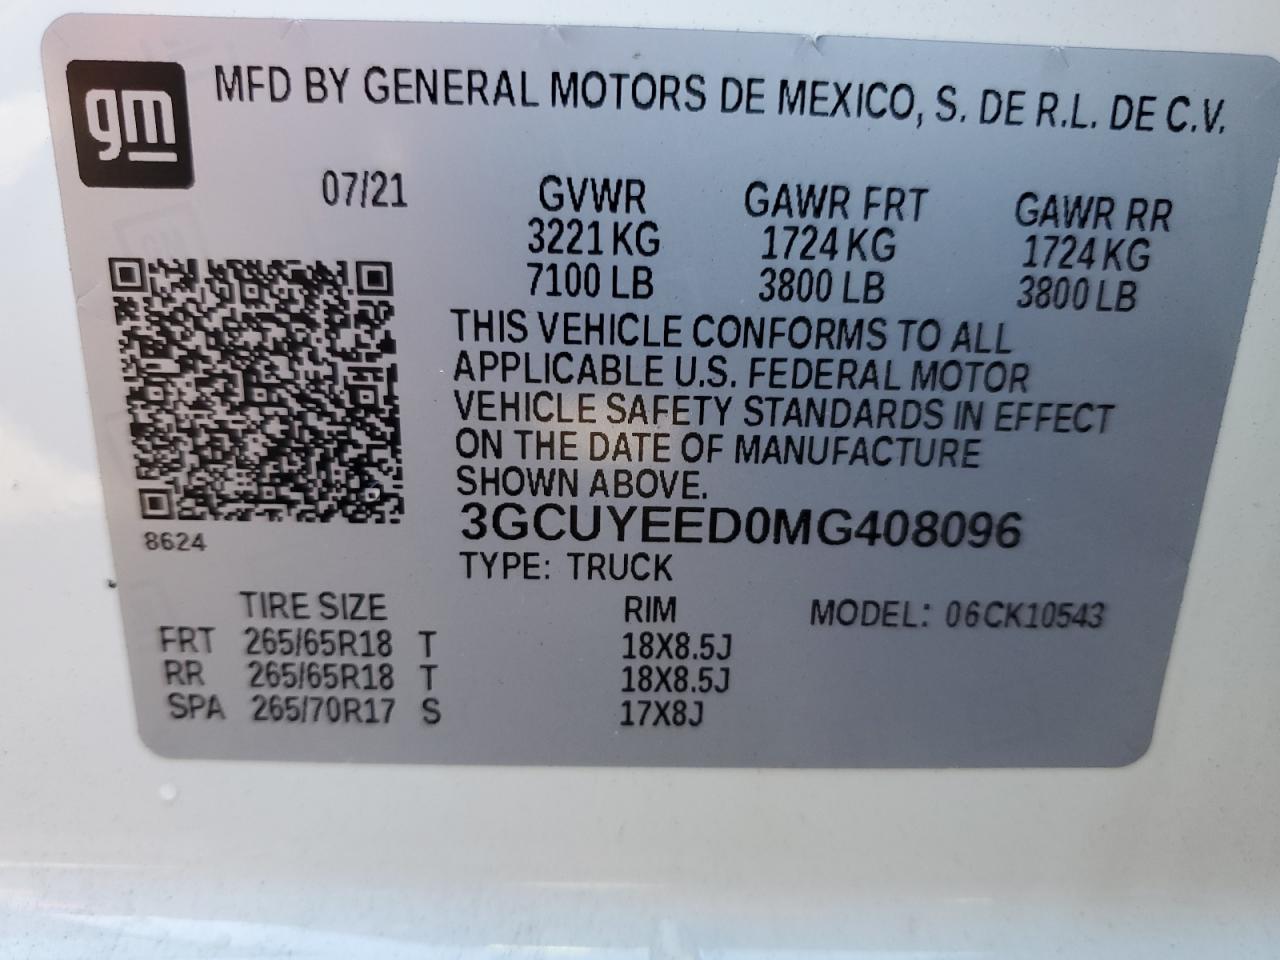 gm
MFD BY GENERAL MOTORS DE MEXICO, S. DE R.L. DE C.V.
07/21 GVWR GAWR FRT GAWR RR
3221 KG 1724 KG 1724 KG
7100 LB 3800 LB 3800 LB
THIS VEHICLE CONFORMS TO ALL
APPLICABLE U.S. FEDERAL MOTOR
VEHICLE SAFETY STANDARDS IN EFFECT
ON THE DATE OF MANUFACTURE
SHOWN ABOVE.
3GCUYEED0MG408096
8624
TYPE: TRUCK
TIRE SIZE RIM MODEL: 06CK10543
FRT 265/65R18 T 18X8.5J
RR 265/65R18 T 18X8.5J
SPA 265/70R17 S 17X8J